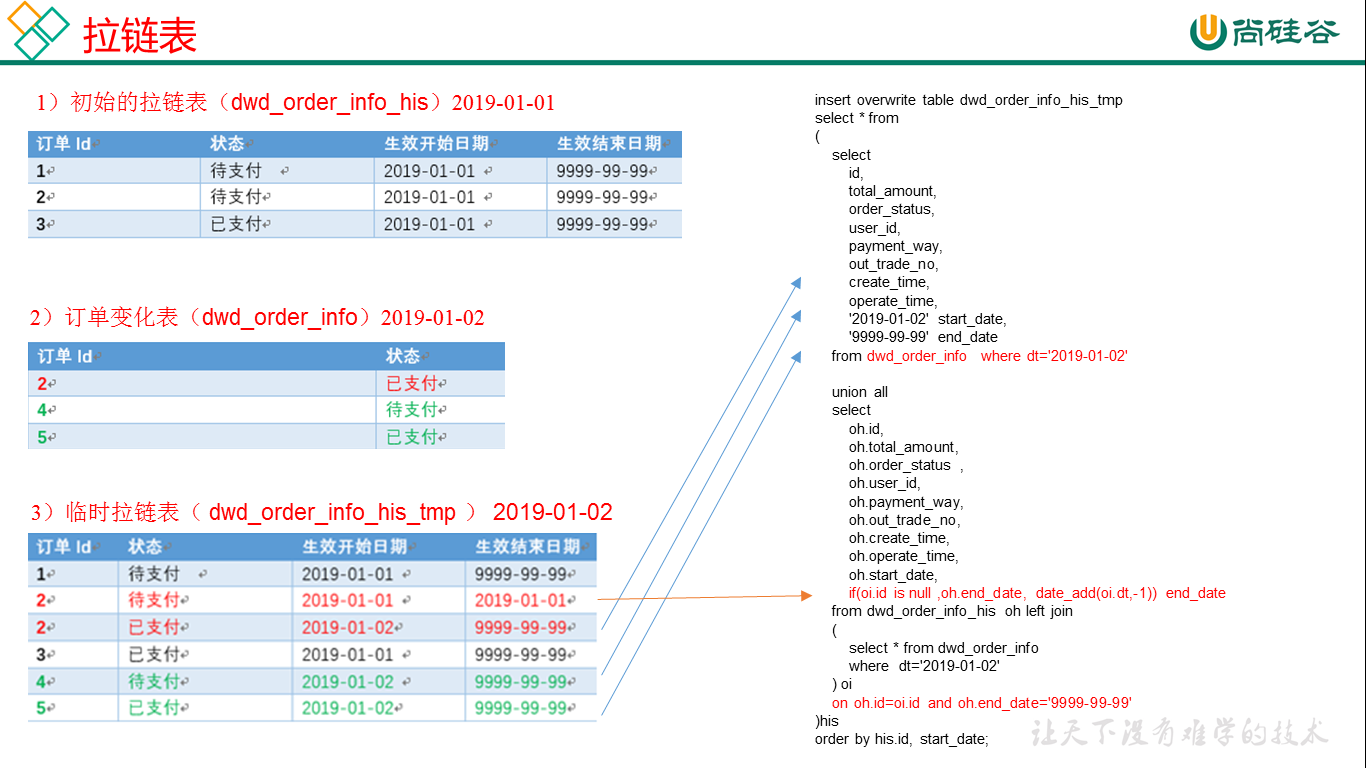 拉链表
尚硅谷
1）初始的拉链表（dwd_order_info_his）2019-01-01
订单 Id 状态 生效开始日期 生效结束日期
1 待支付 2019-01-01 9999-99-99
2 待支付 2019-01-01 9999-99-99
3 已支付 2019-01-01 9999-99-99
2）订单变化表（dwd_order_info）2019-01-02
订单 Id 状态
2 已支付
4 待支付
5 已支付
3）临时拉链表（ dwd_order_info_his_tmp ） 2019-01-02
订单 Id 状态 生效开始日期 生效结束日期
1 待支付 2019-01-01 9999-99-99
2 待支付 2019-01-01 2019-01-01
2 已支付 2019-01-02 9999-99-99
3 已支付 2019-01-01 9999-99-99
4 待支付 2019-01-02 9999-99-99
5 已支付 2019-01-02 9999-99-99
insert overwrite table dwd_order_info_his_tmp
select * from
(
select
id,
total_amount,
order_status,
user_id,
payment_way,
out_trade_no,
create_time,
operate_time,
'2019-01-02' start_date,
'9999-99-99' end_date
from dwd_order_info where dt='2019-01-02'
union all
select
oh.id,
oh.total_amount,
oh.order_status ,
oh.user_id,
oh.payment_way,
oh.out_trade_no,
oh.create_time,
oh.operate_time,
oh.start_date,
if(oi.id is null ,oh.end_date, date_add(oi.dt,-1)) end_date
from dwd_order_info_his oh left join
(
select * from dwd_order_info
where dt='2019-01-02'
) oi
on oh.id=oi.id and oh.end_date='9999-99-99'
)his
order by his.id, start_date;
让天下没有难学的技术